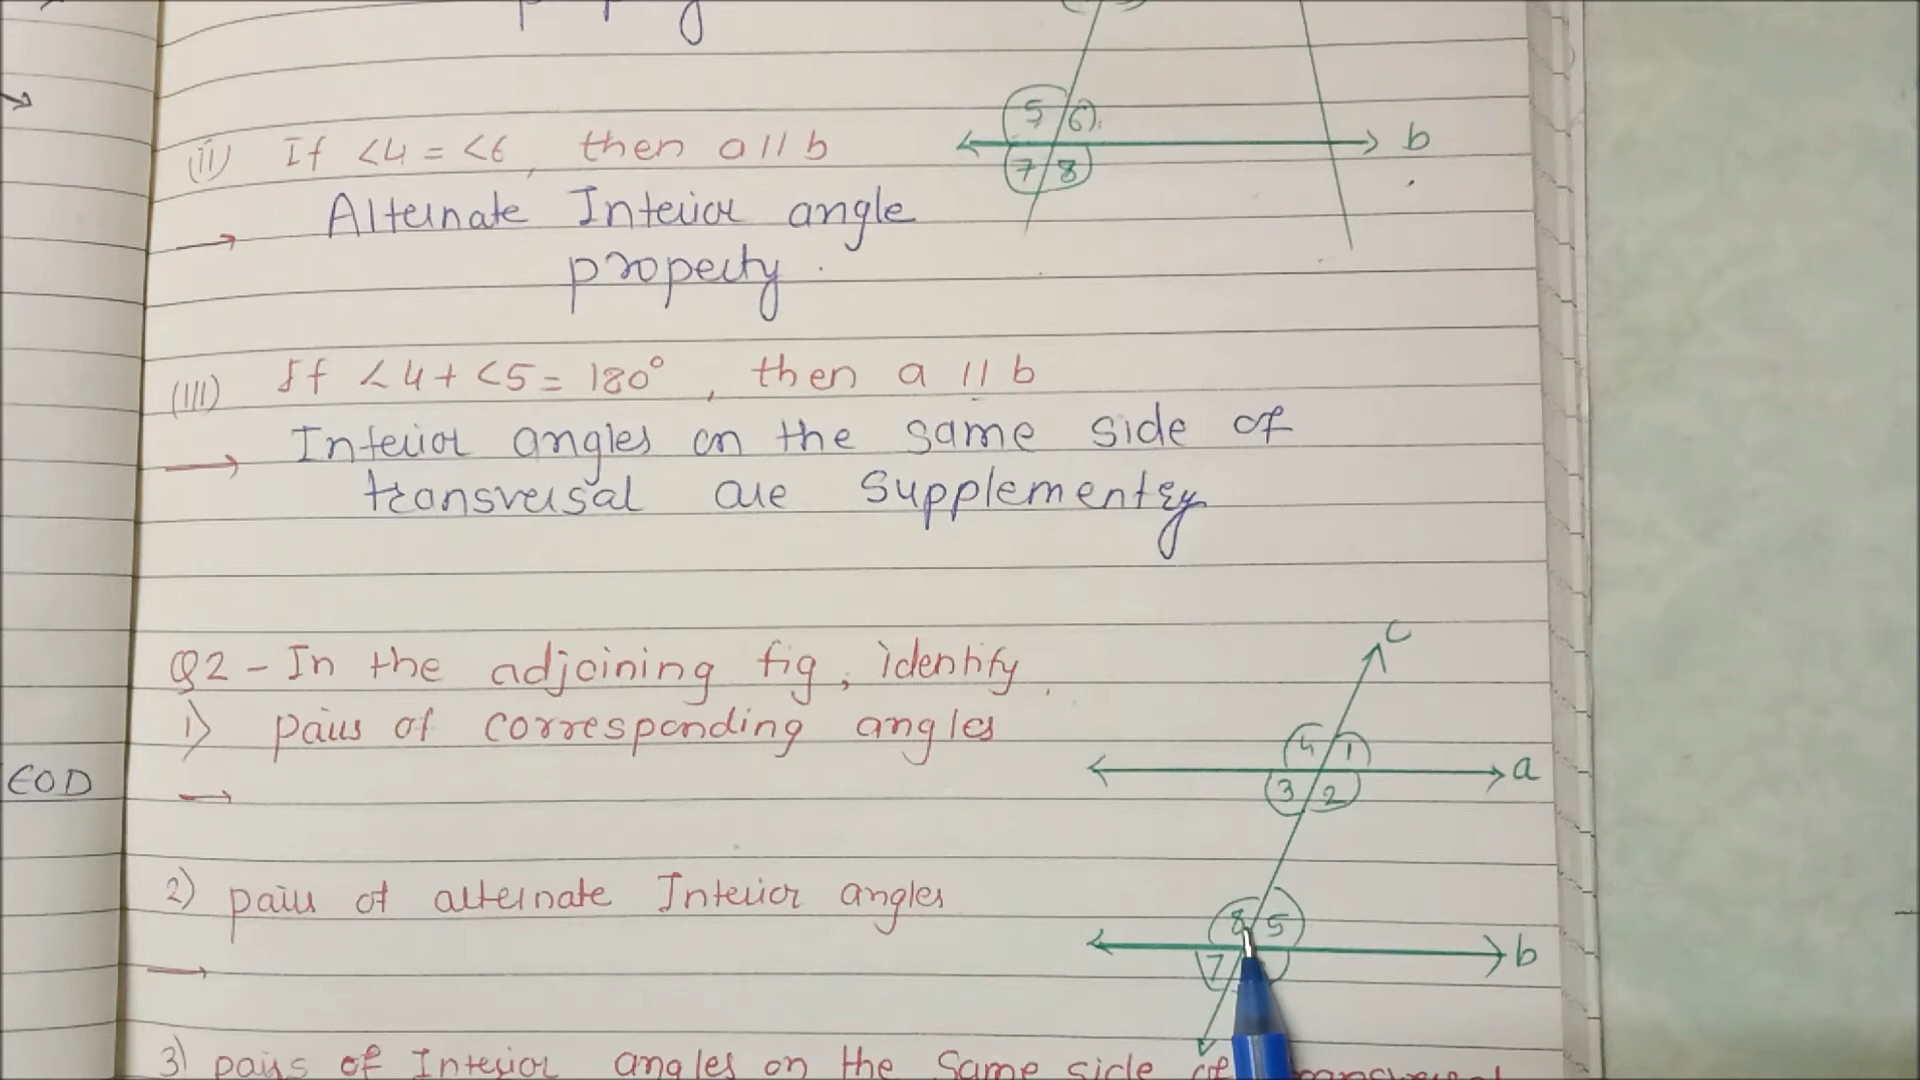 5 6
b
7 8
(ii) If <4 = <6, then a || b
Alternate Interior angle
property.
(III) If <4 + <5 = 180°, then a || b
Interior angles on the same side of
transversal are Supplementry
Q2 - In the adjoining fig, identify
c
1) pairs of corresponding angles
4 1
a
3 2
EOD
2) pairs of alternate Interior angles
8 5
b
7
3) pairs of Interior angles on the same side of